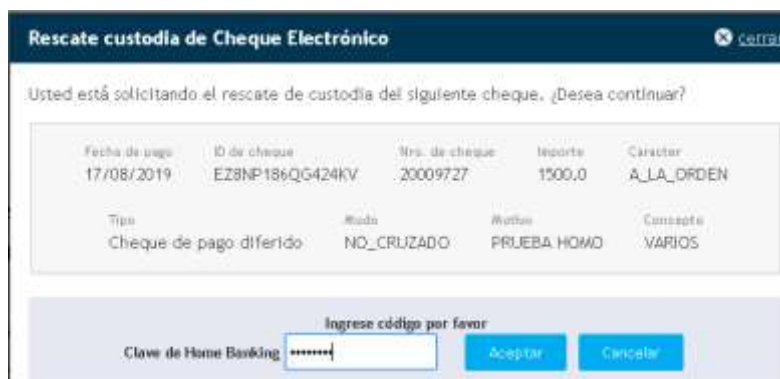 Rescate custodia de Cheque Electrónico cerrar
Usted está solicitando el rescate de custodia del siguiente cheque. ¿Desea continuar?
Fecha de pago ID de cheque Nro. de cheque Importe Caracter
17/08/2019 EZ8NP186QG424KV 20009727 1500.0 A_LA_ORDEN
Tipo Modo Motivo Concepto
Cheque de pago diferido NO_CRUZADO PRUEBA HOMO VARIOS
Ingrese código por favor
Clave de Home Banking •••••••• Aceptar Cancelar